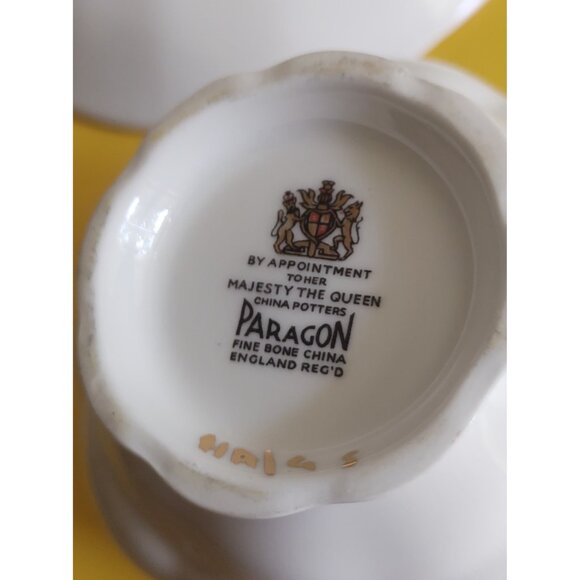 BY APPOINTMENT
TO HER
MAJESTY THE QUEEN
CHINA POTTERS
PARAGON
FINE BONE CHINA
ENGLAND REG'D